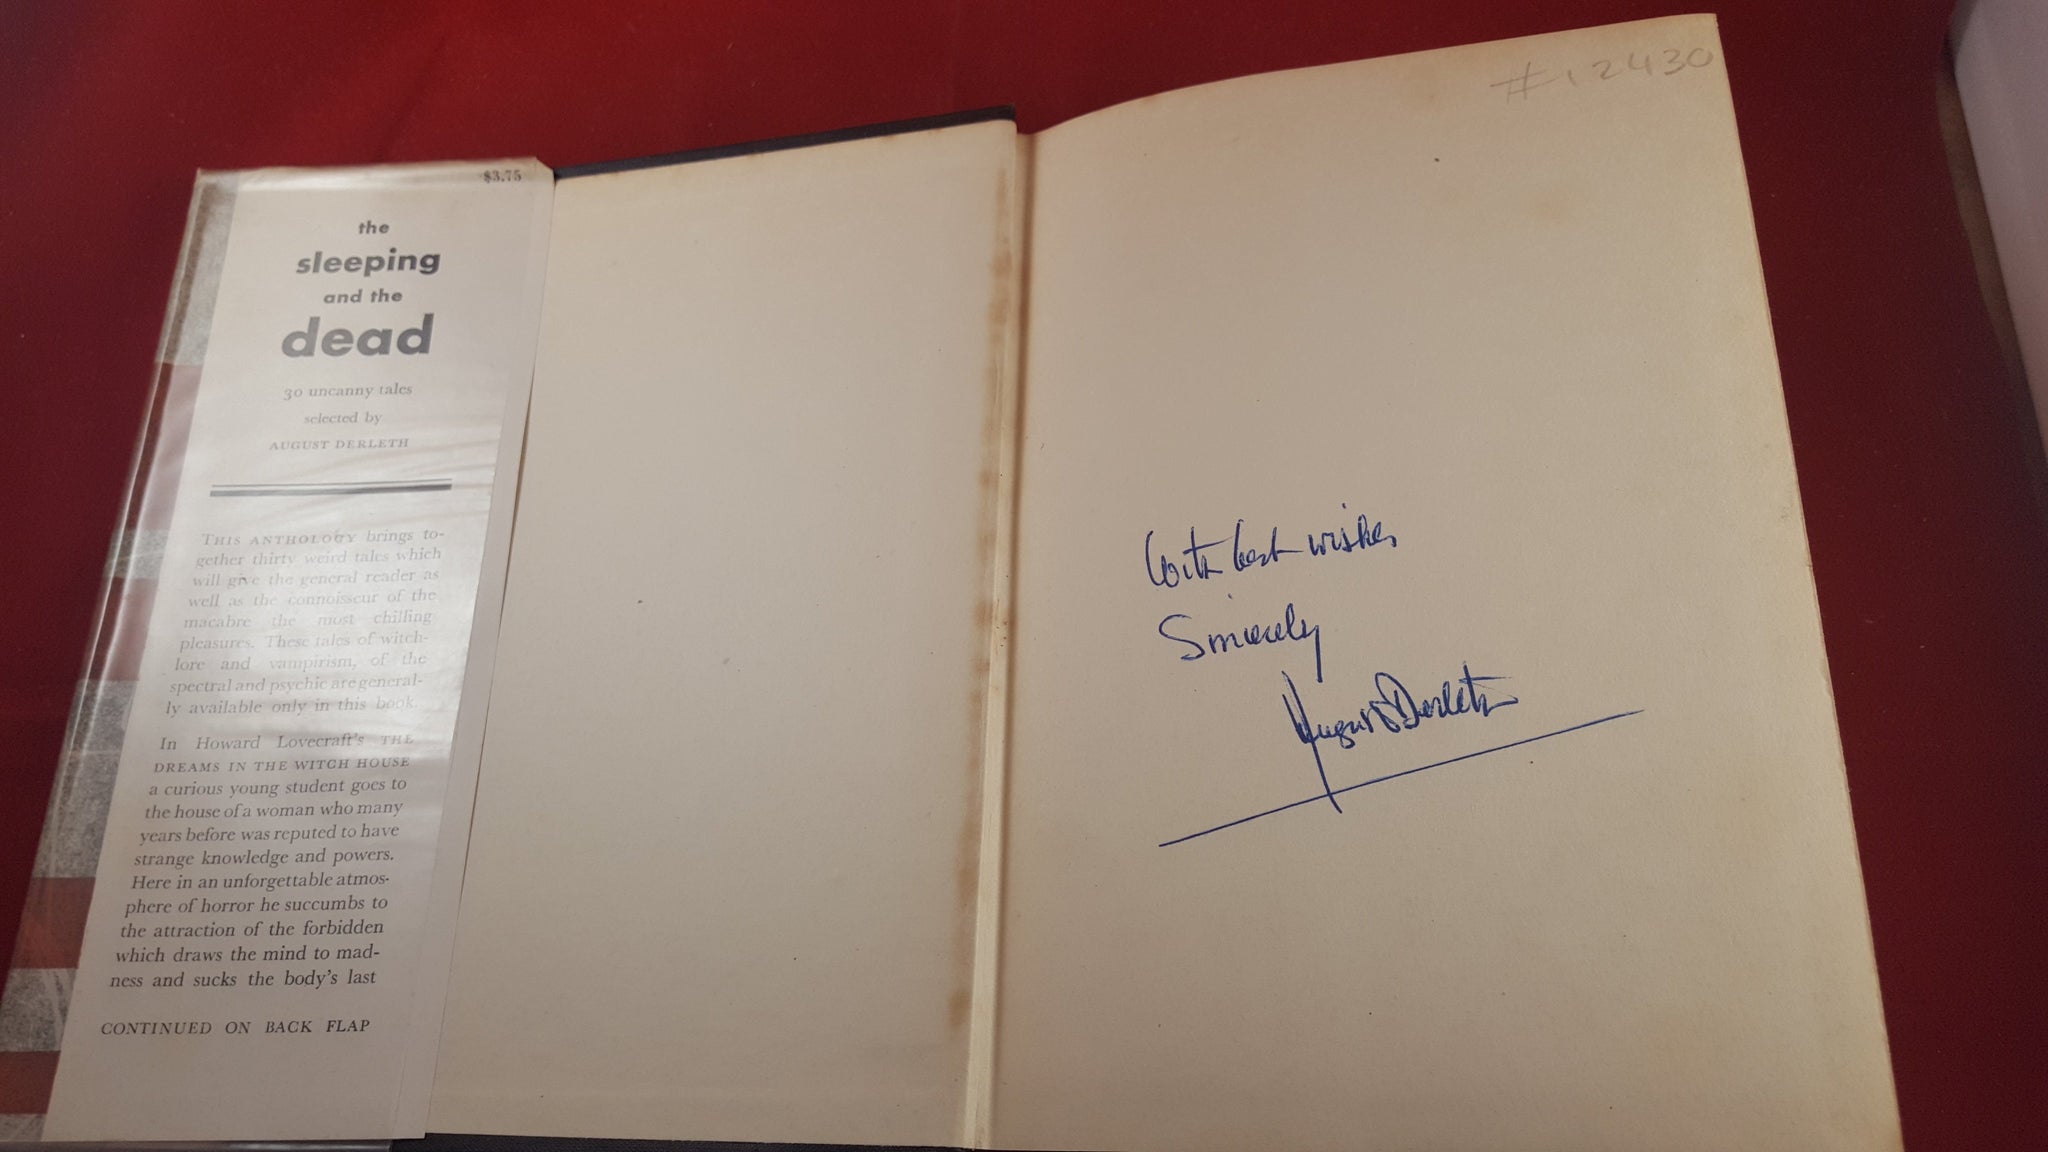 $3.75
the
sleeping
and the
dead
30 uncanny tales
selected by
AUGUST DERLETH
THIS ANTHOLOGY brings to-
gether thirty weird tales which
will give the general reader as
well as the connoisseur of the
macabre the most chilling
pleasures. These tales of witch-
lore and vampirism, of the
spectral and psychic are general-
ly available only in this book.
In Howard Lovecraft's THE
DREAMS IN THE WITCH HOUSE
a curious young student goes to
the house of a woman who many
years before was reputed to have
strange knowledge and powers.
Here in an unforgettable atmos-
phere of horror he succumbs to
the attraction of the forbidden
which draws the mind to mad-
ness and sucks the body's last
CONTINUED ON BACK FLAP
#12430
With best wishes
Sincerely
August Derleth